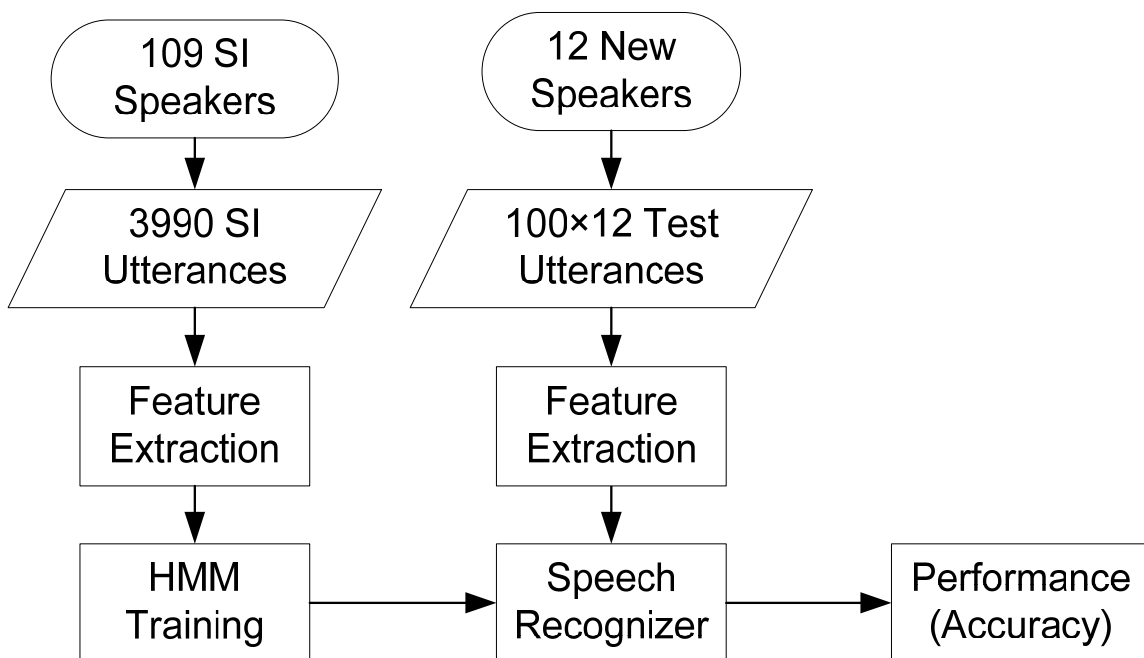 109 SI
Speakers
12 New
Speakers
3990 SI
Utterances
100×12 Test
Utterances
Feature
Extraction
Feature
Extraction
HMM
Training
Speech
Recognizer
Performance
(Accuracy)